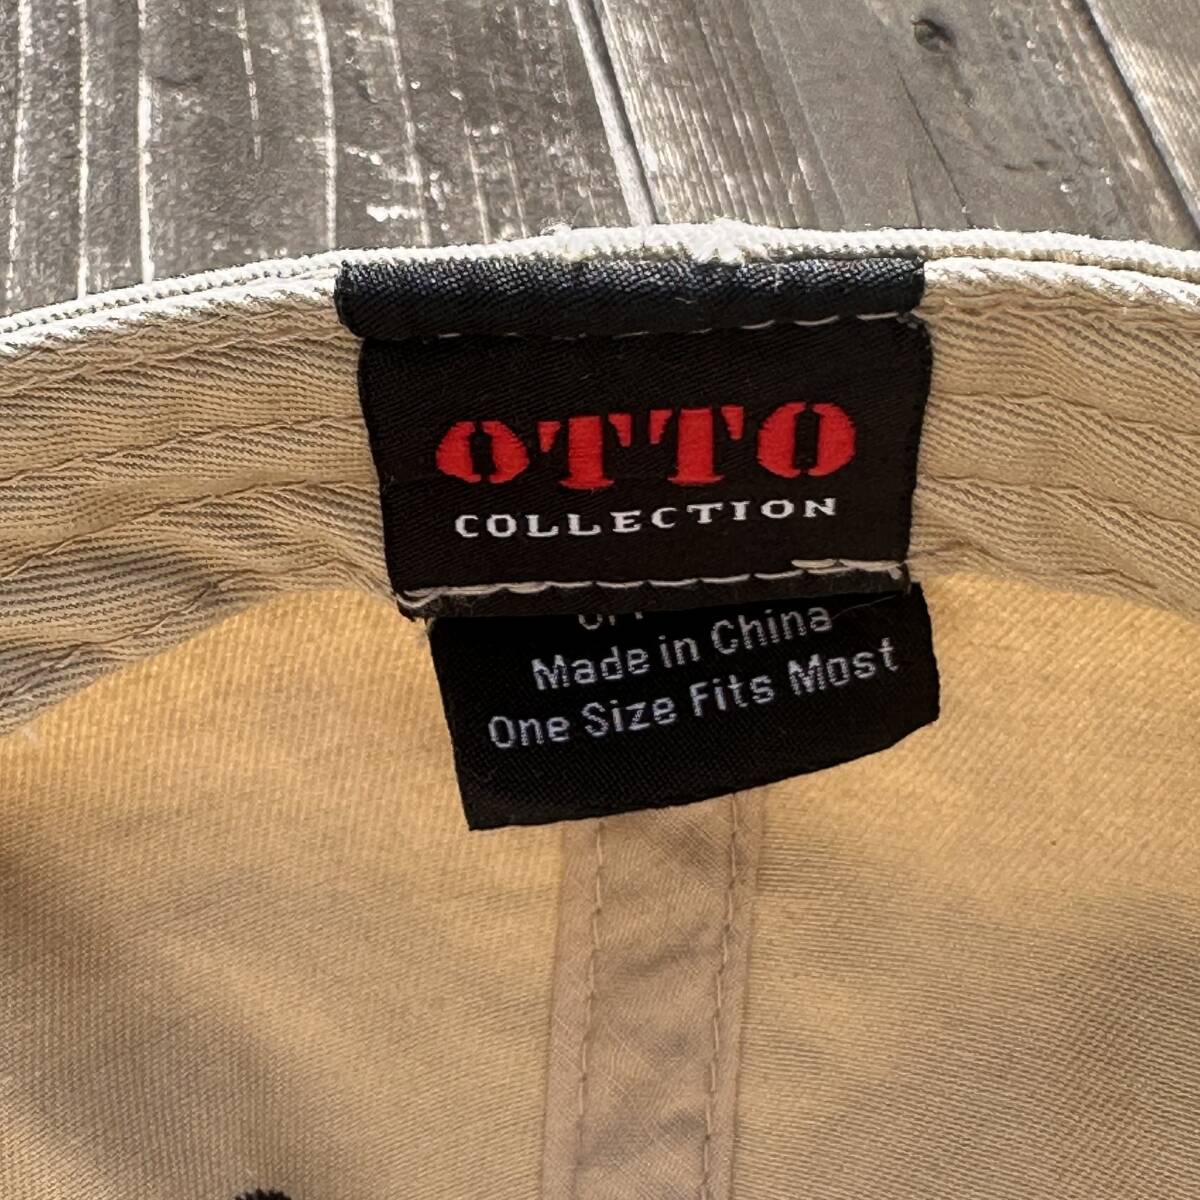 OTTO
COLLECTION
Made in China
One Size Fits Most